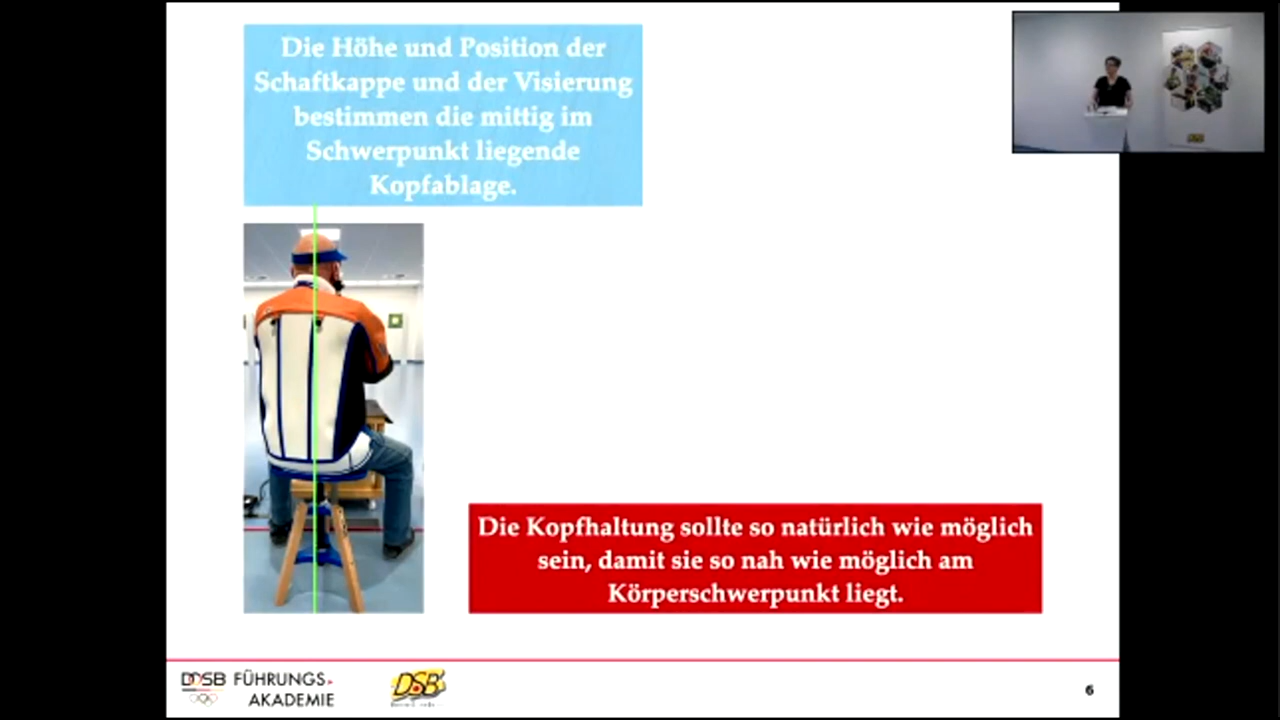 Die Höhe und Position der
Schaftkappe und der Visierung
bestimmen die mittig im
Schwerpunkt liegende
Kopfablage.
Die Kopfhaltung sollte so natürlich wie möglich
sein, damit sie so nah wie möglich am
Körperschwerpunkt liegt.
DOSB FÜHRUNGS-
AKADEMIE
DSB
6